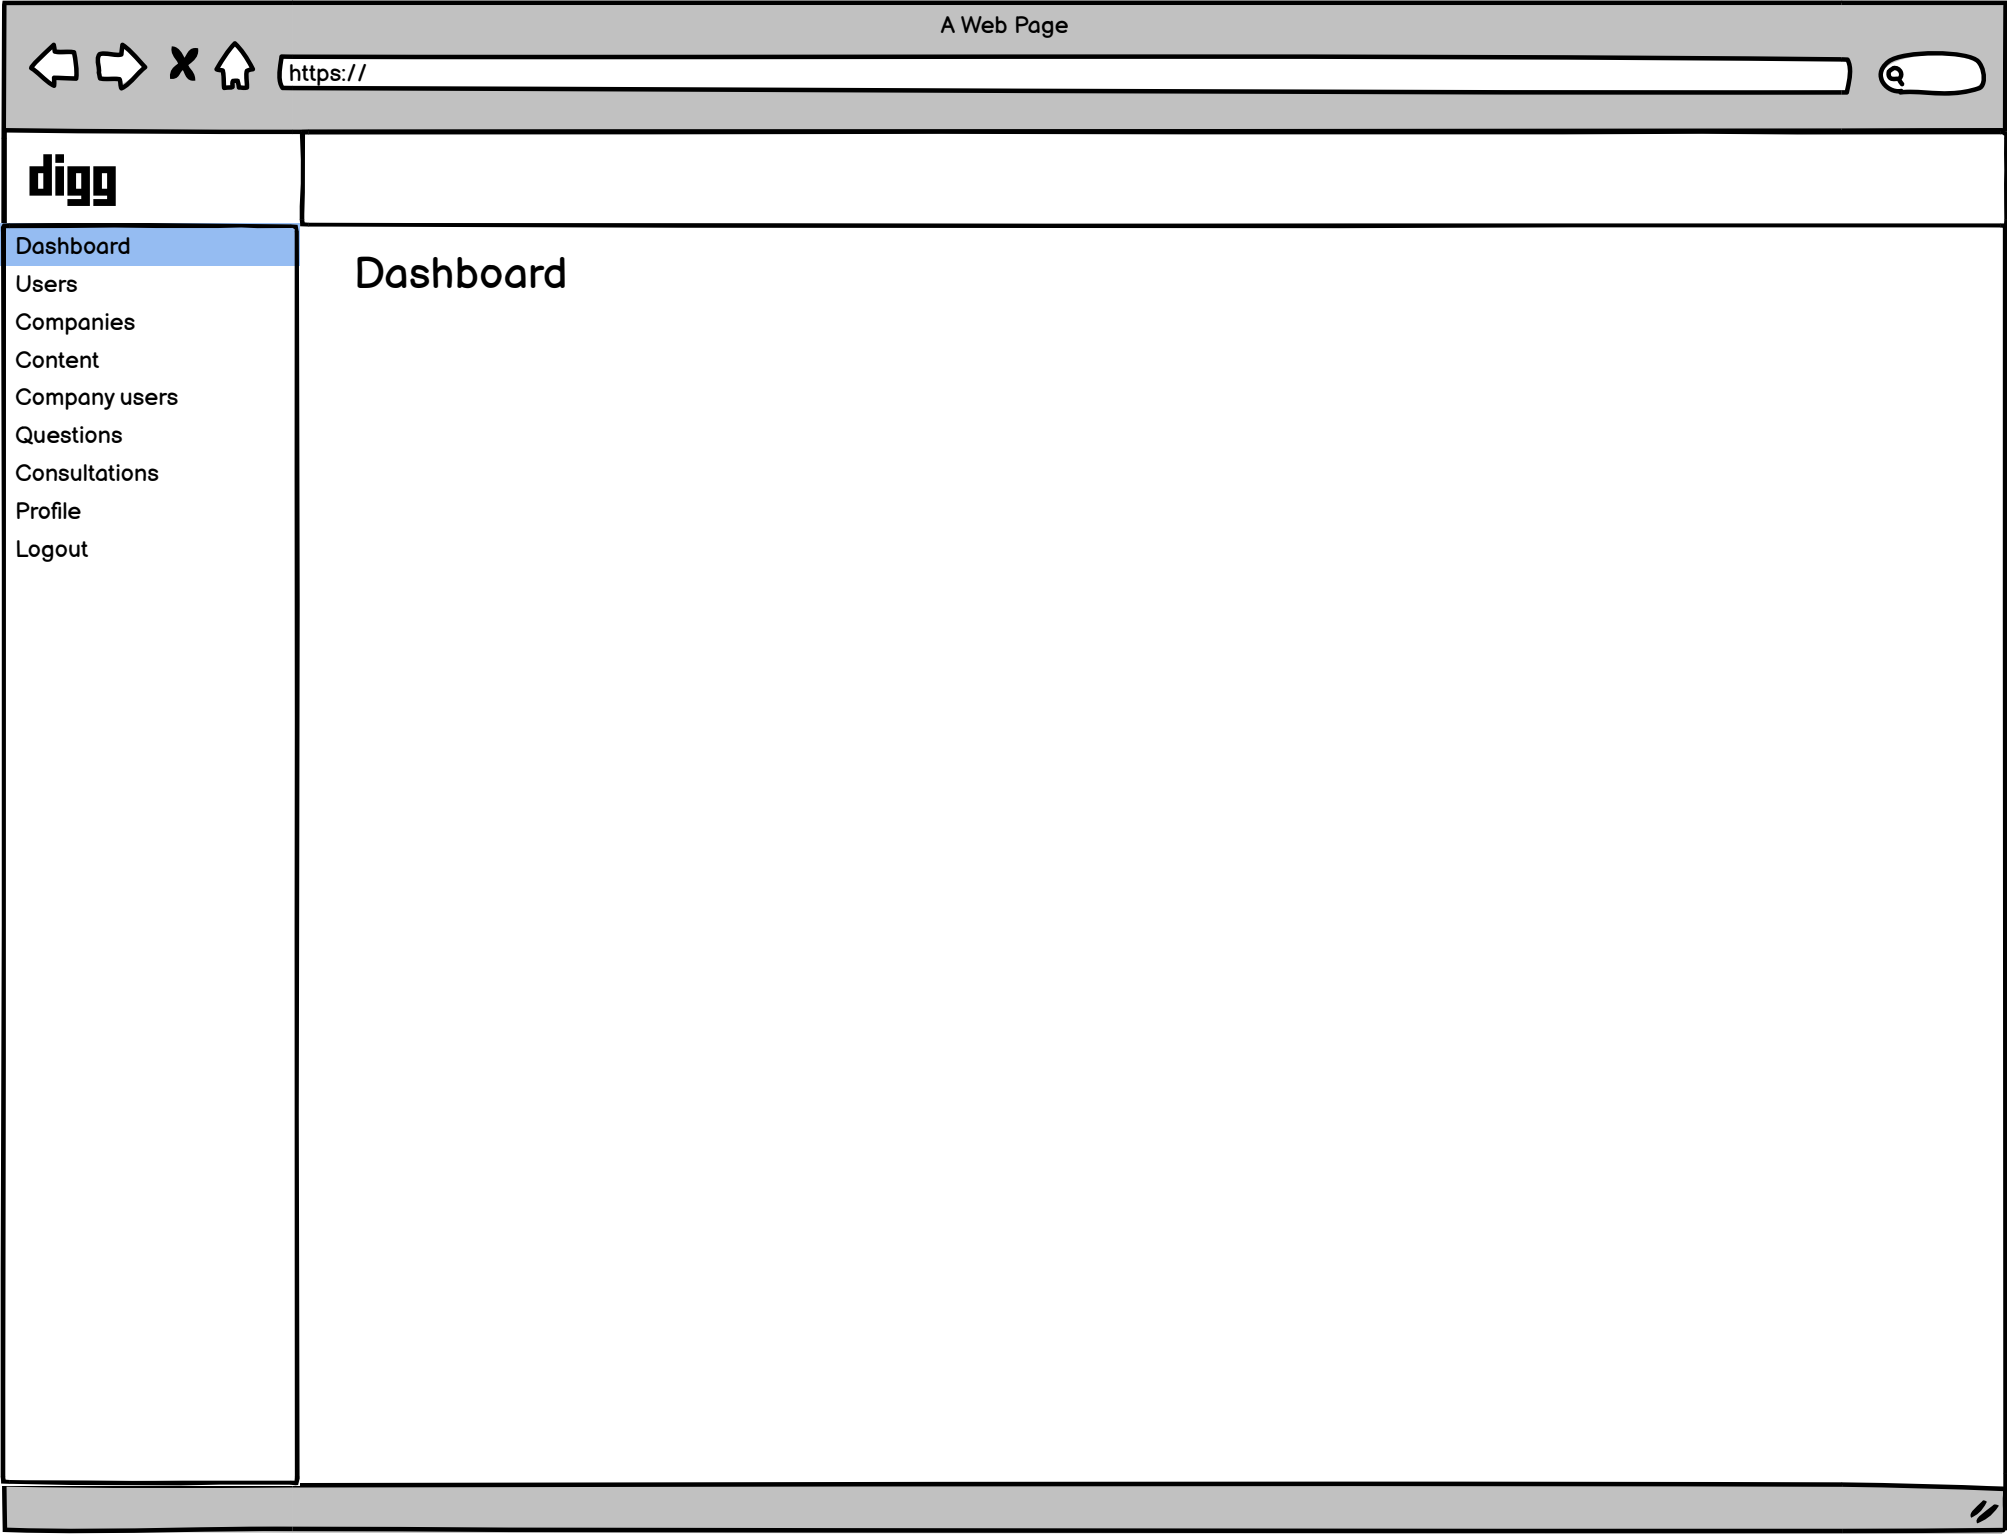 A Web Page
https://
digg
Dashboard
Dashboard
Users
Companies
Content
Company users
Questions
Consultations
Profile
Logout